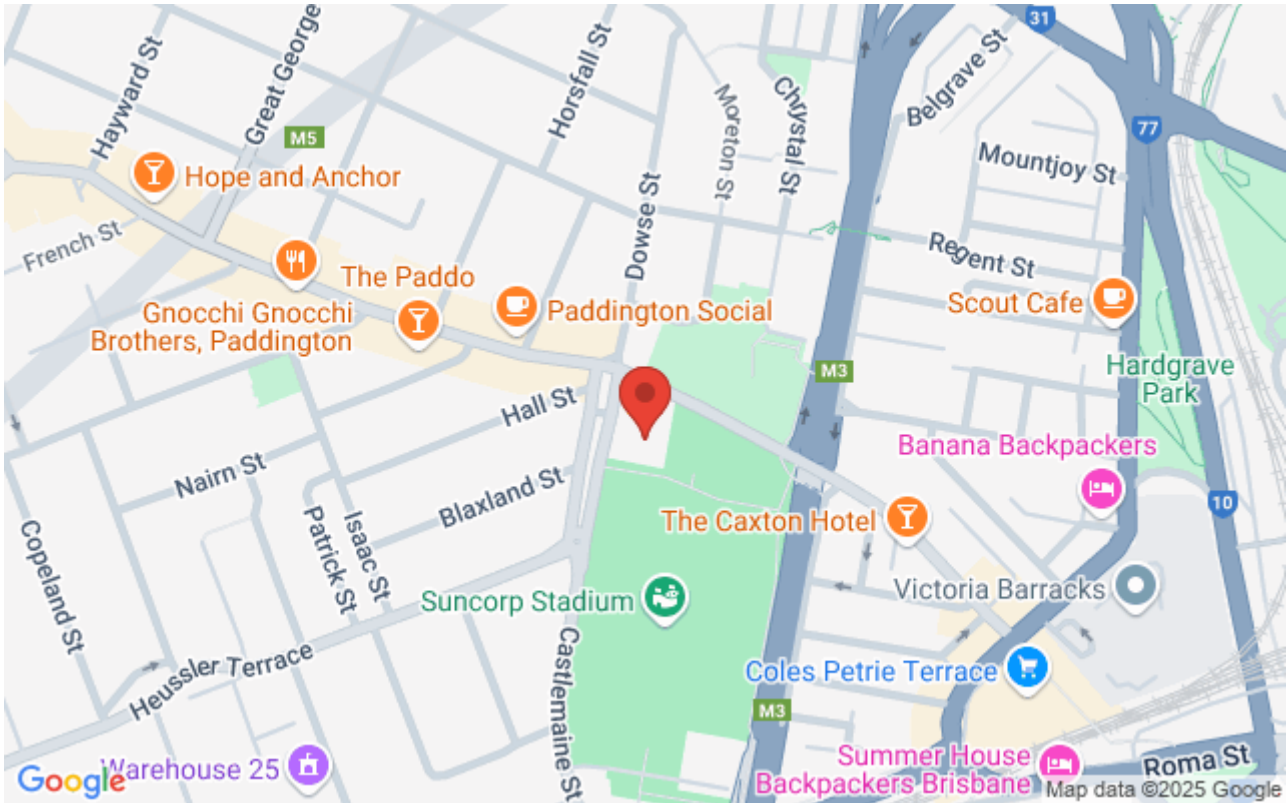 31
Hayward St
Great George
Horsfall St
Moreton St
Chrystal St
Belgrave St
77
M5
Mountjoy St
Hope and Anchor
French St
Dowse St
Regent St
The Paddo
Gnocchi Gnocchi
Brothers, Paddington
Paddington Social
Scout Cafe
M3
Hardgrave
Park
Hall St
Banana Backpackers
Nairn St
Blaxland St
10
The Caxton Hotel
Copeland St
Patrick St
Isaac St
Suncorp Stadium
Victoria Barracks
Heussler Terrace
Castlemaine St
Coles Petrie Terrace
M3
Warehouse 25
Summer House
Backpackers Brisbane
Roma St
Google
Map data ©2025 Google